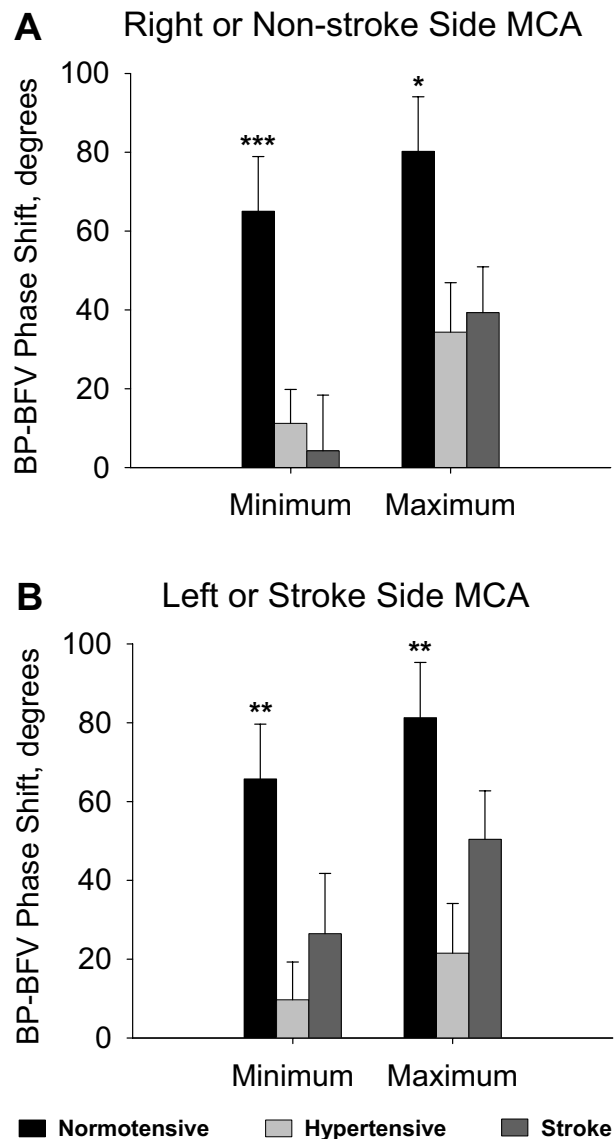 A Right or Non-stroke Side MCA
BP-BFV Phase Shift, degrees
100
80
60
40
20
0
***
*
Minimum Maximum
B Left or Stroke Side MCA
BP-BFV Phase Shift, degrees
100
80
60
40
20
0
**
**
Minimum Maximum
Normotensive Hypertensive Stroke